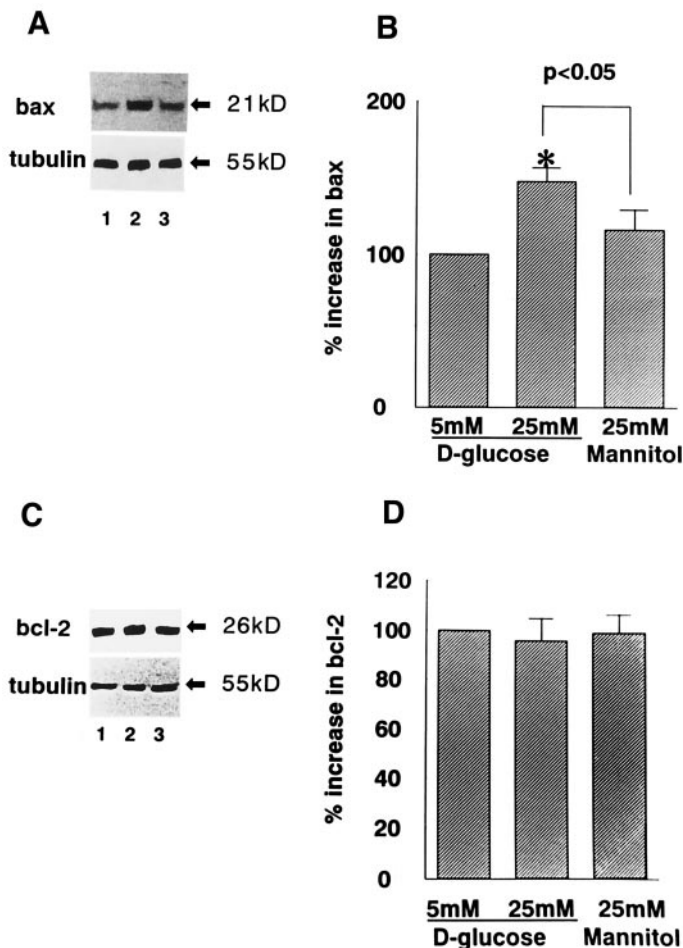 A
bax 21kD
tubulin 55kD
1 2 3
B
p<0.05
200
*
100
0
% increase in bax
5mM 25mM 25mM
D-glucose Mannitol
C
bcl-2 26kD
tubulin 55kD
1 2 3
D
120
100
80
60
40
20
0
% increase in bcl-2
5mM 25mM 25mM
D-glucose Mannitol